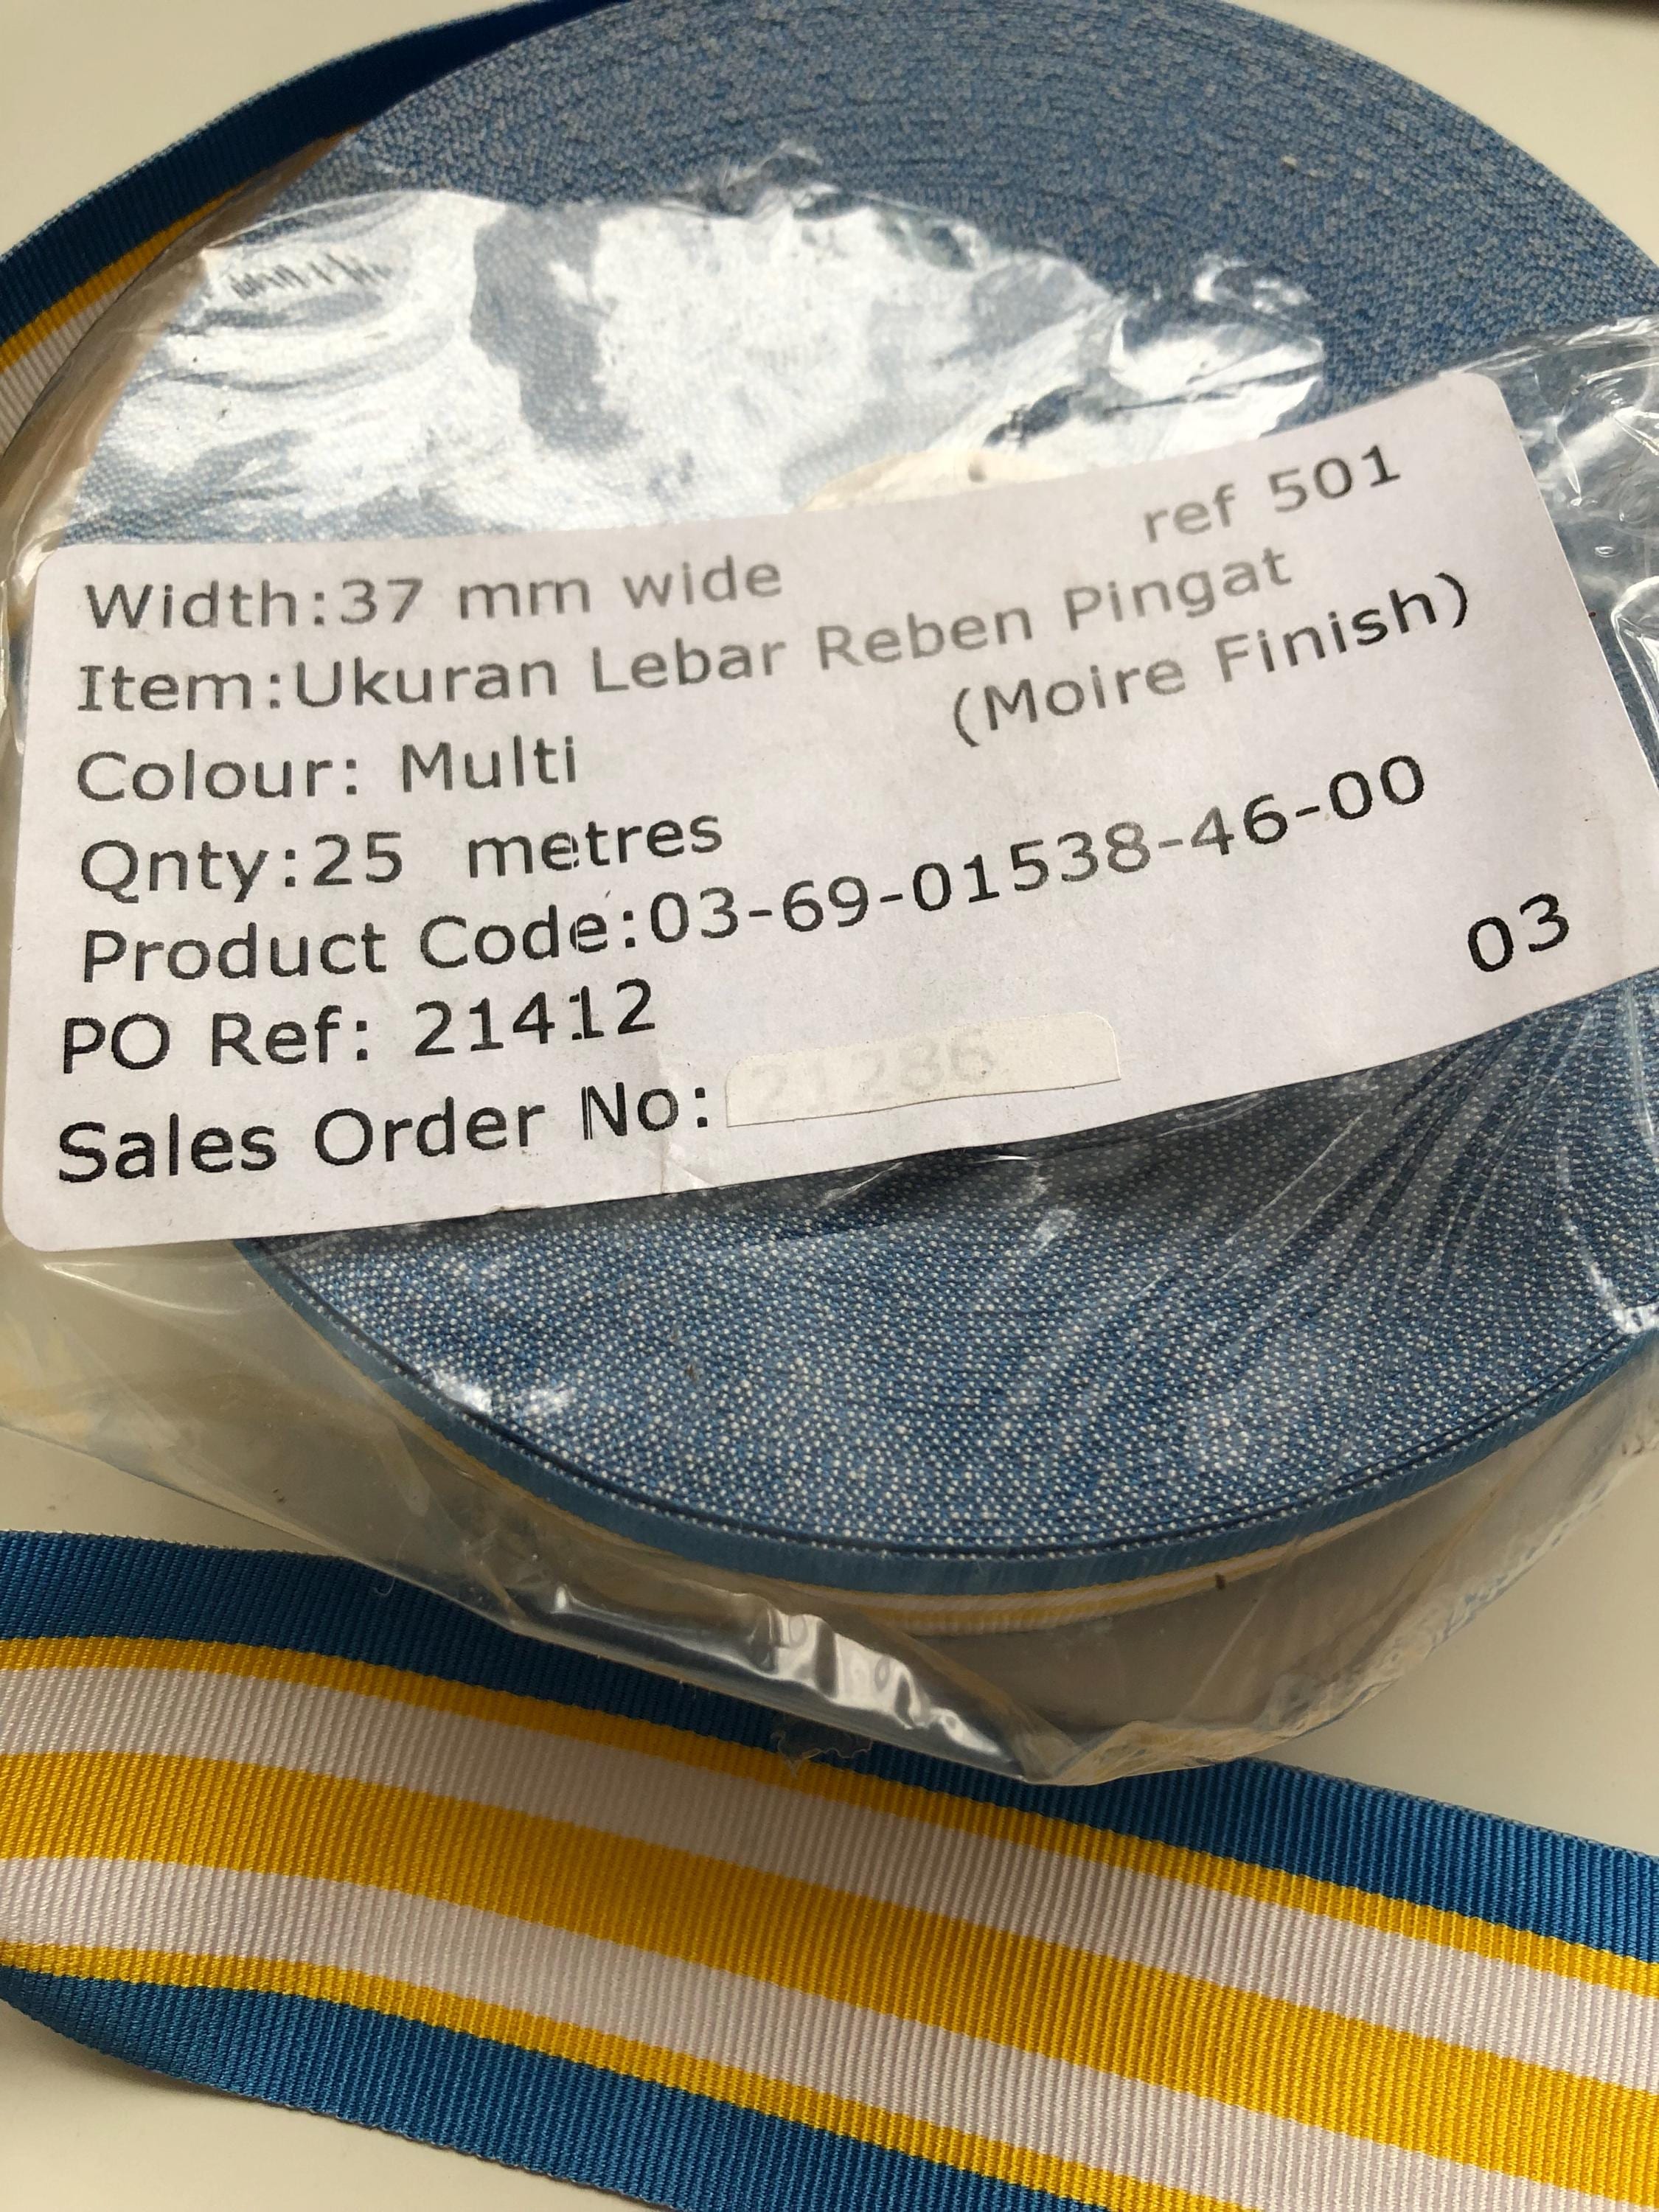 ref 501
Width:37 mm wide
Item:Ukuran Lebar Reben Pingat
(Moire Finish)
Colour: Multi
Qnty:25 metres
Product Code:03-69-01538-46-00
03
PO Ref: 21412
Sales Order No: 21286